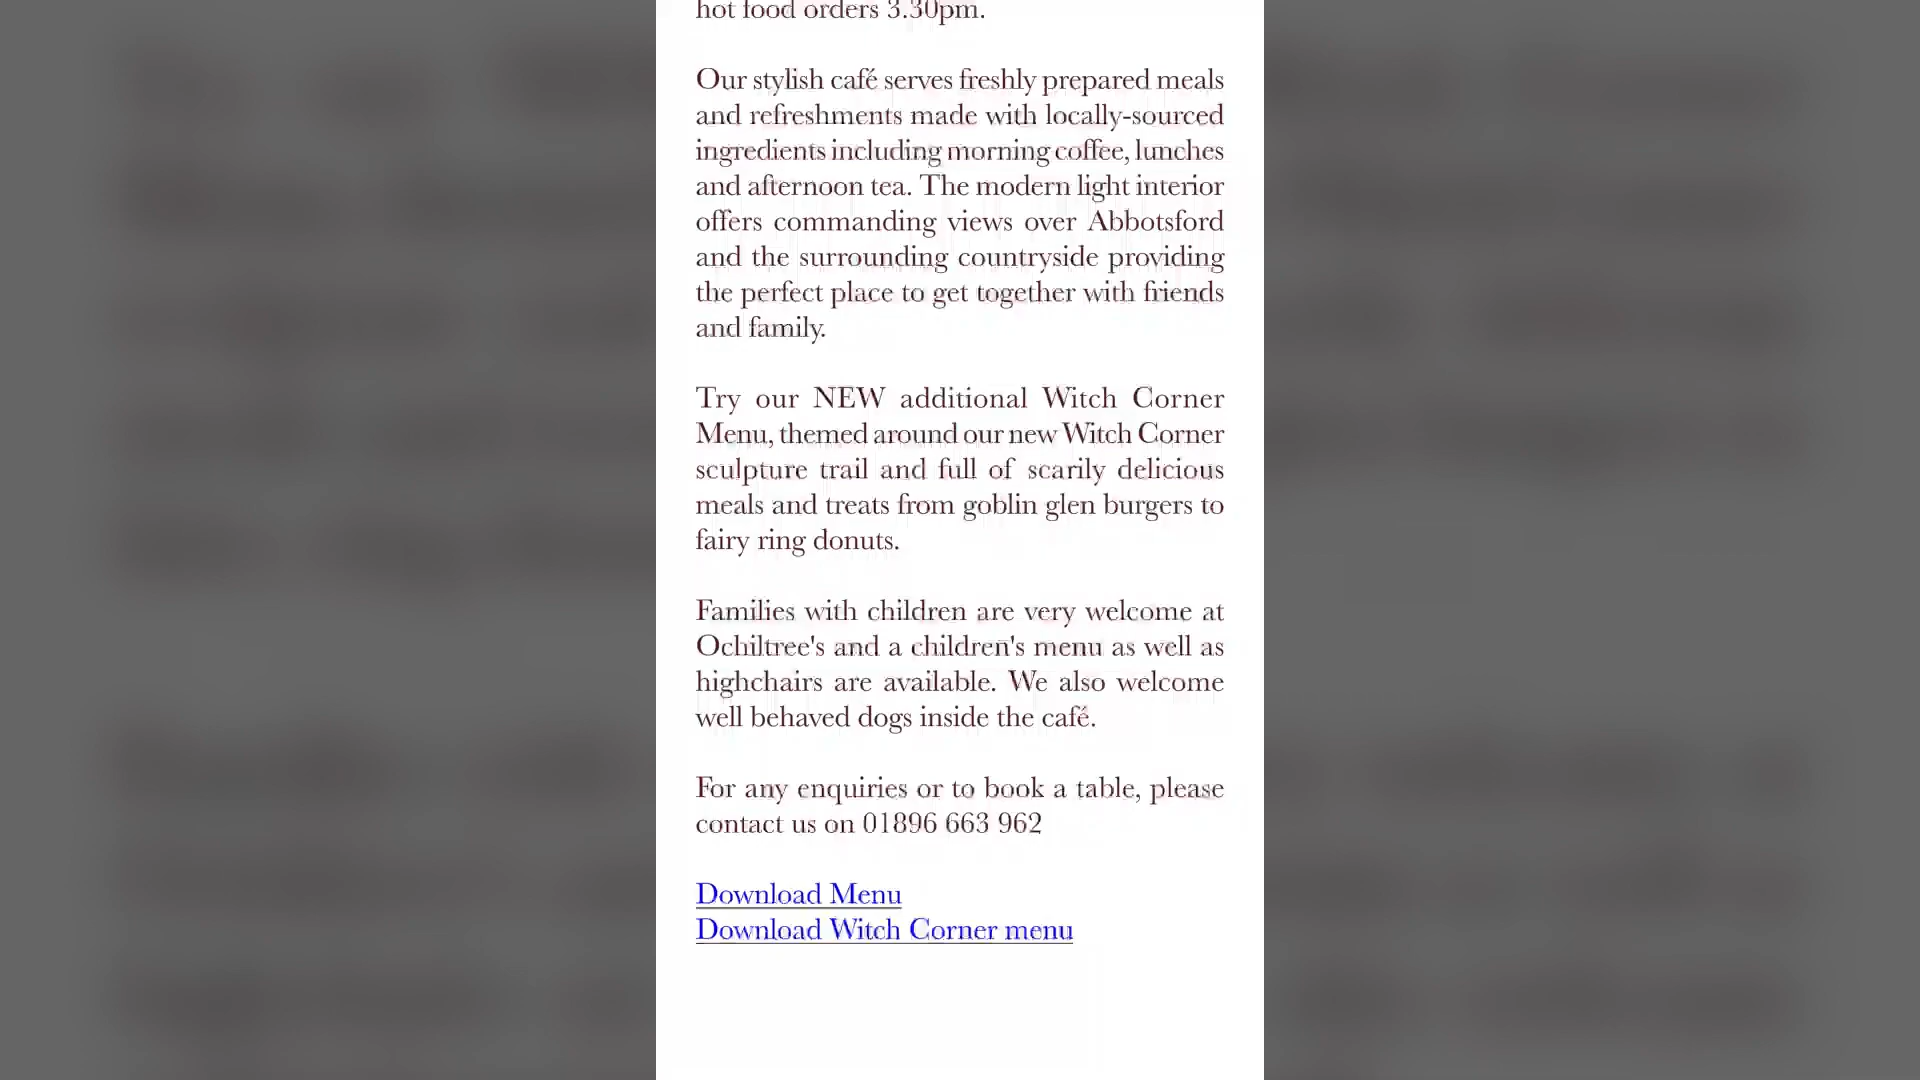 hot food orders 3.30pm.
Our stylish café serves freshly prepared meals
and refreshments made with locally-sourced
ingredients including morning coffee, lunches
and afternoon tea. The modern light interior
offers commanding views over Abbotsford
and the surrounding countryside providing
the perfect place to get together with friends
and family.
Try our NEW additional Witch Corner
Menu, themed around our new Witch Corner
sculpture trail and full of scarily delicious
meals and treats from goblin glen burgers to
fairy ring donuts.
Families with children are very welcome at
Ochiltree's and a children's menu as well as
highchairs are available. We also welcome
well behaved dogs inside the café.
For any enquiries or to book a table, please
contact us on 01896 663 962
Download Menu
Download Witch Corner menu